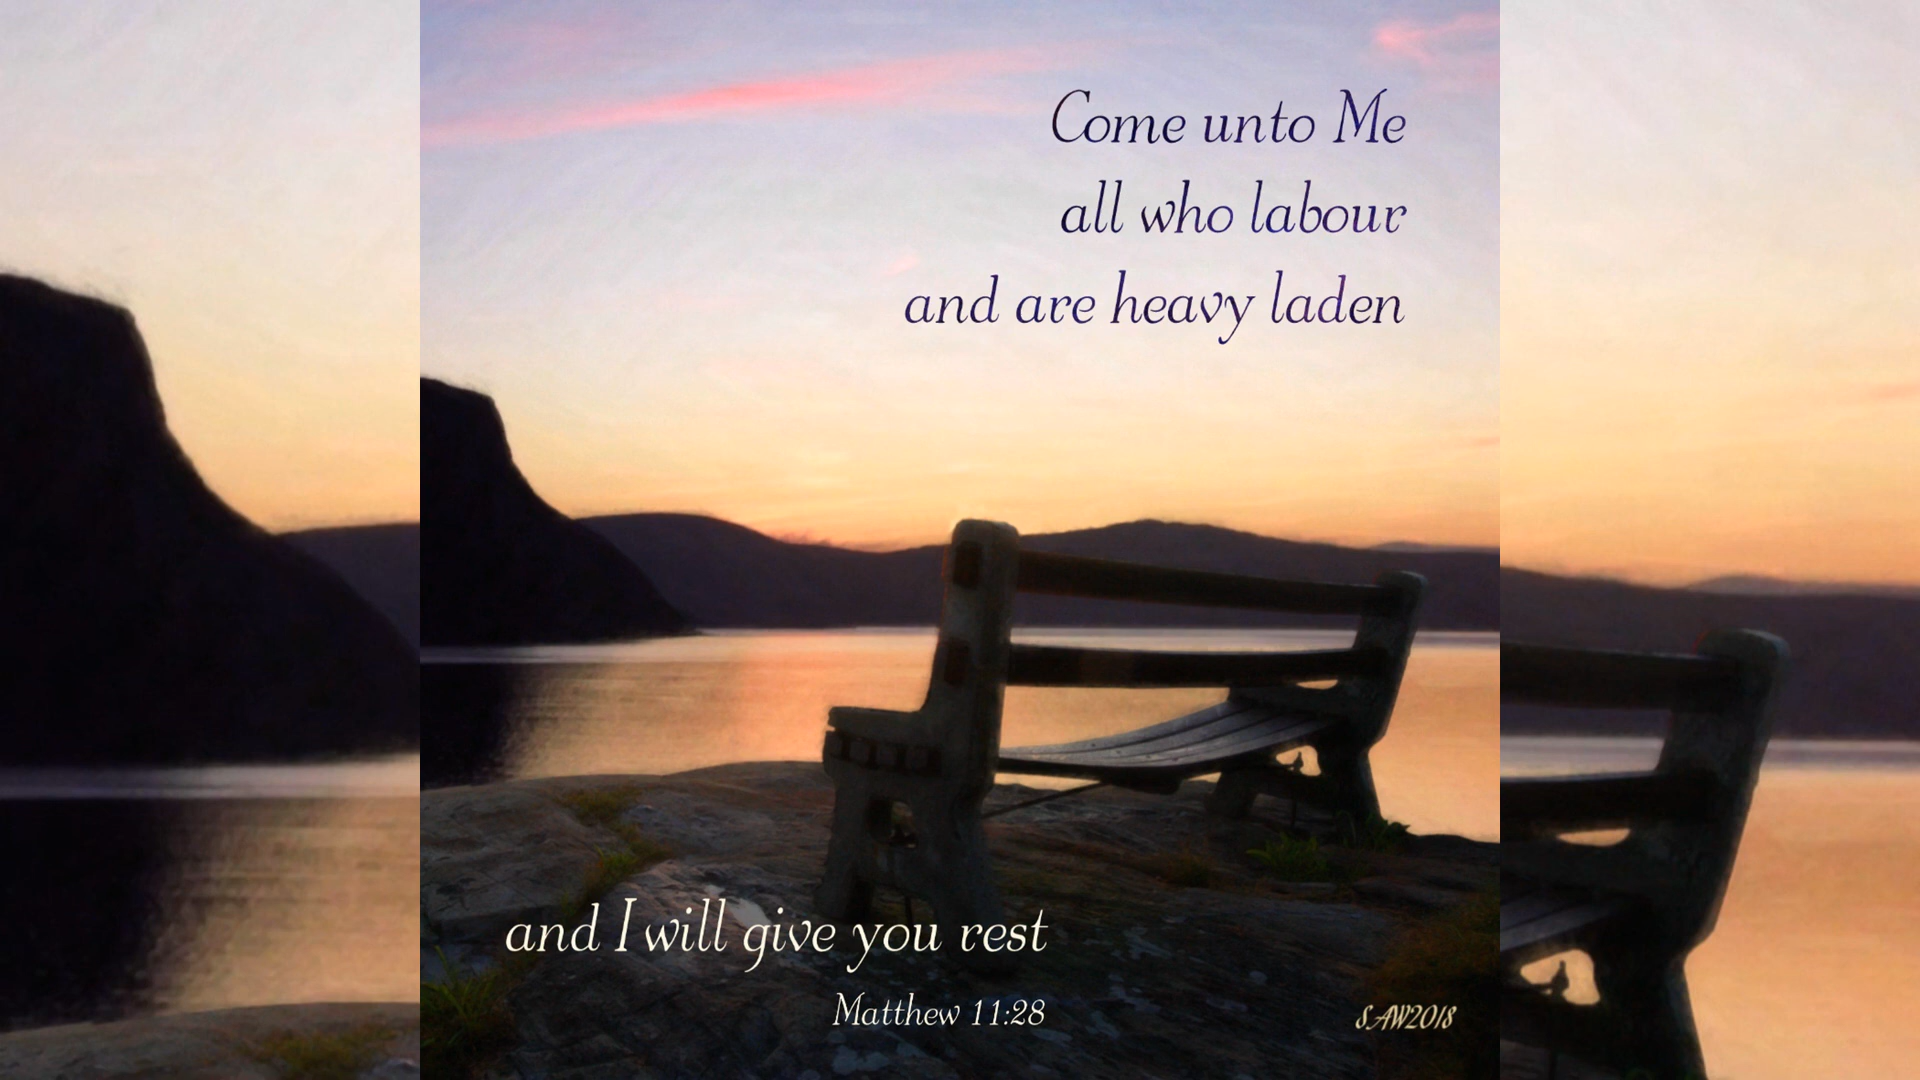 Come unto Me
all who labour
and are heavy laden
and I will give you rest
Matthew 11:28
SAW2018